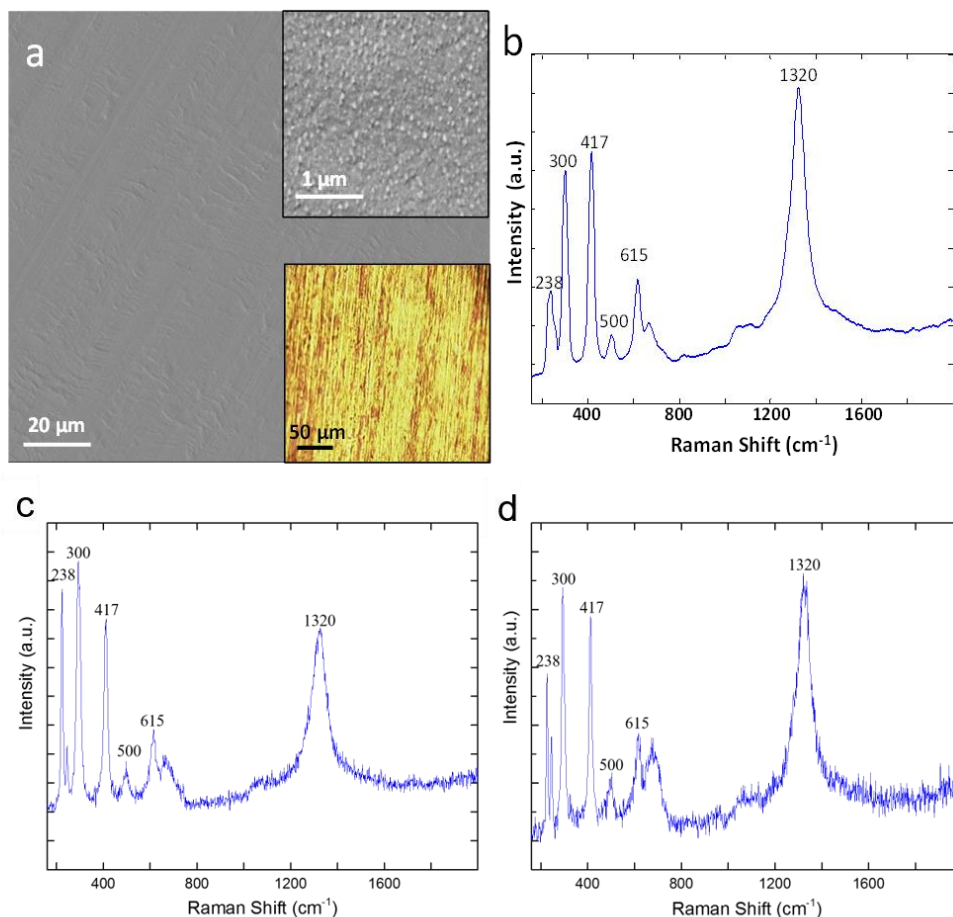 a
1 µm
20 µm
50 µm
b
Intensity (a.u.)
238
300
417
500
615
1320
400 800 1200 1600
Raman Shift (cm-1)
c
Intensity (a.u.)
238
300
417
500
615
1320
400 800 1200 1600
Raman Shift (cm-1)
d
Intensity (a.u.)
238
300
417
500
615
1320
400 800 1200 1600
Raman Shift (cm-1)